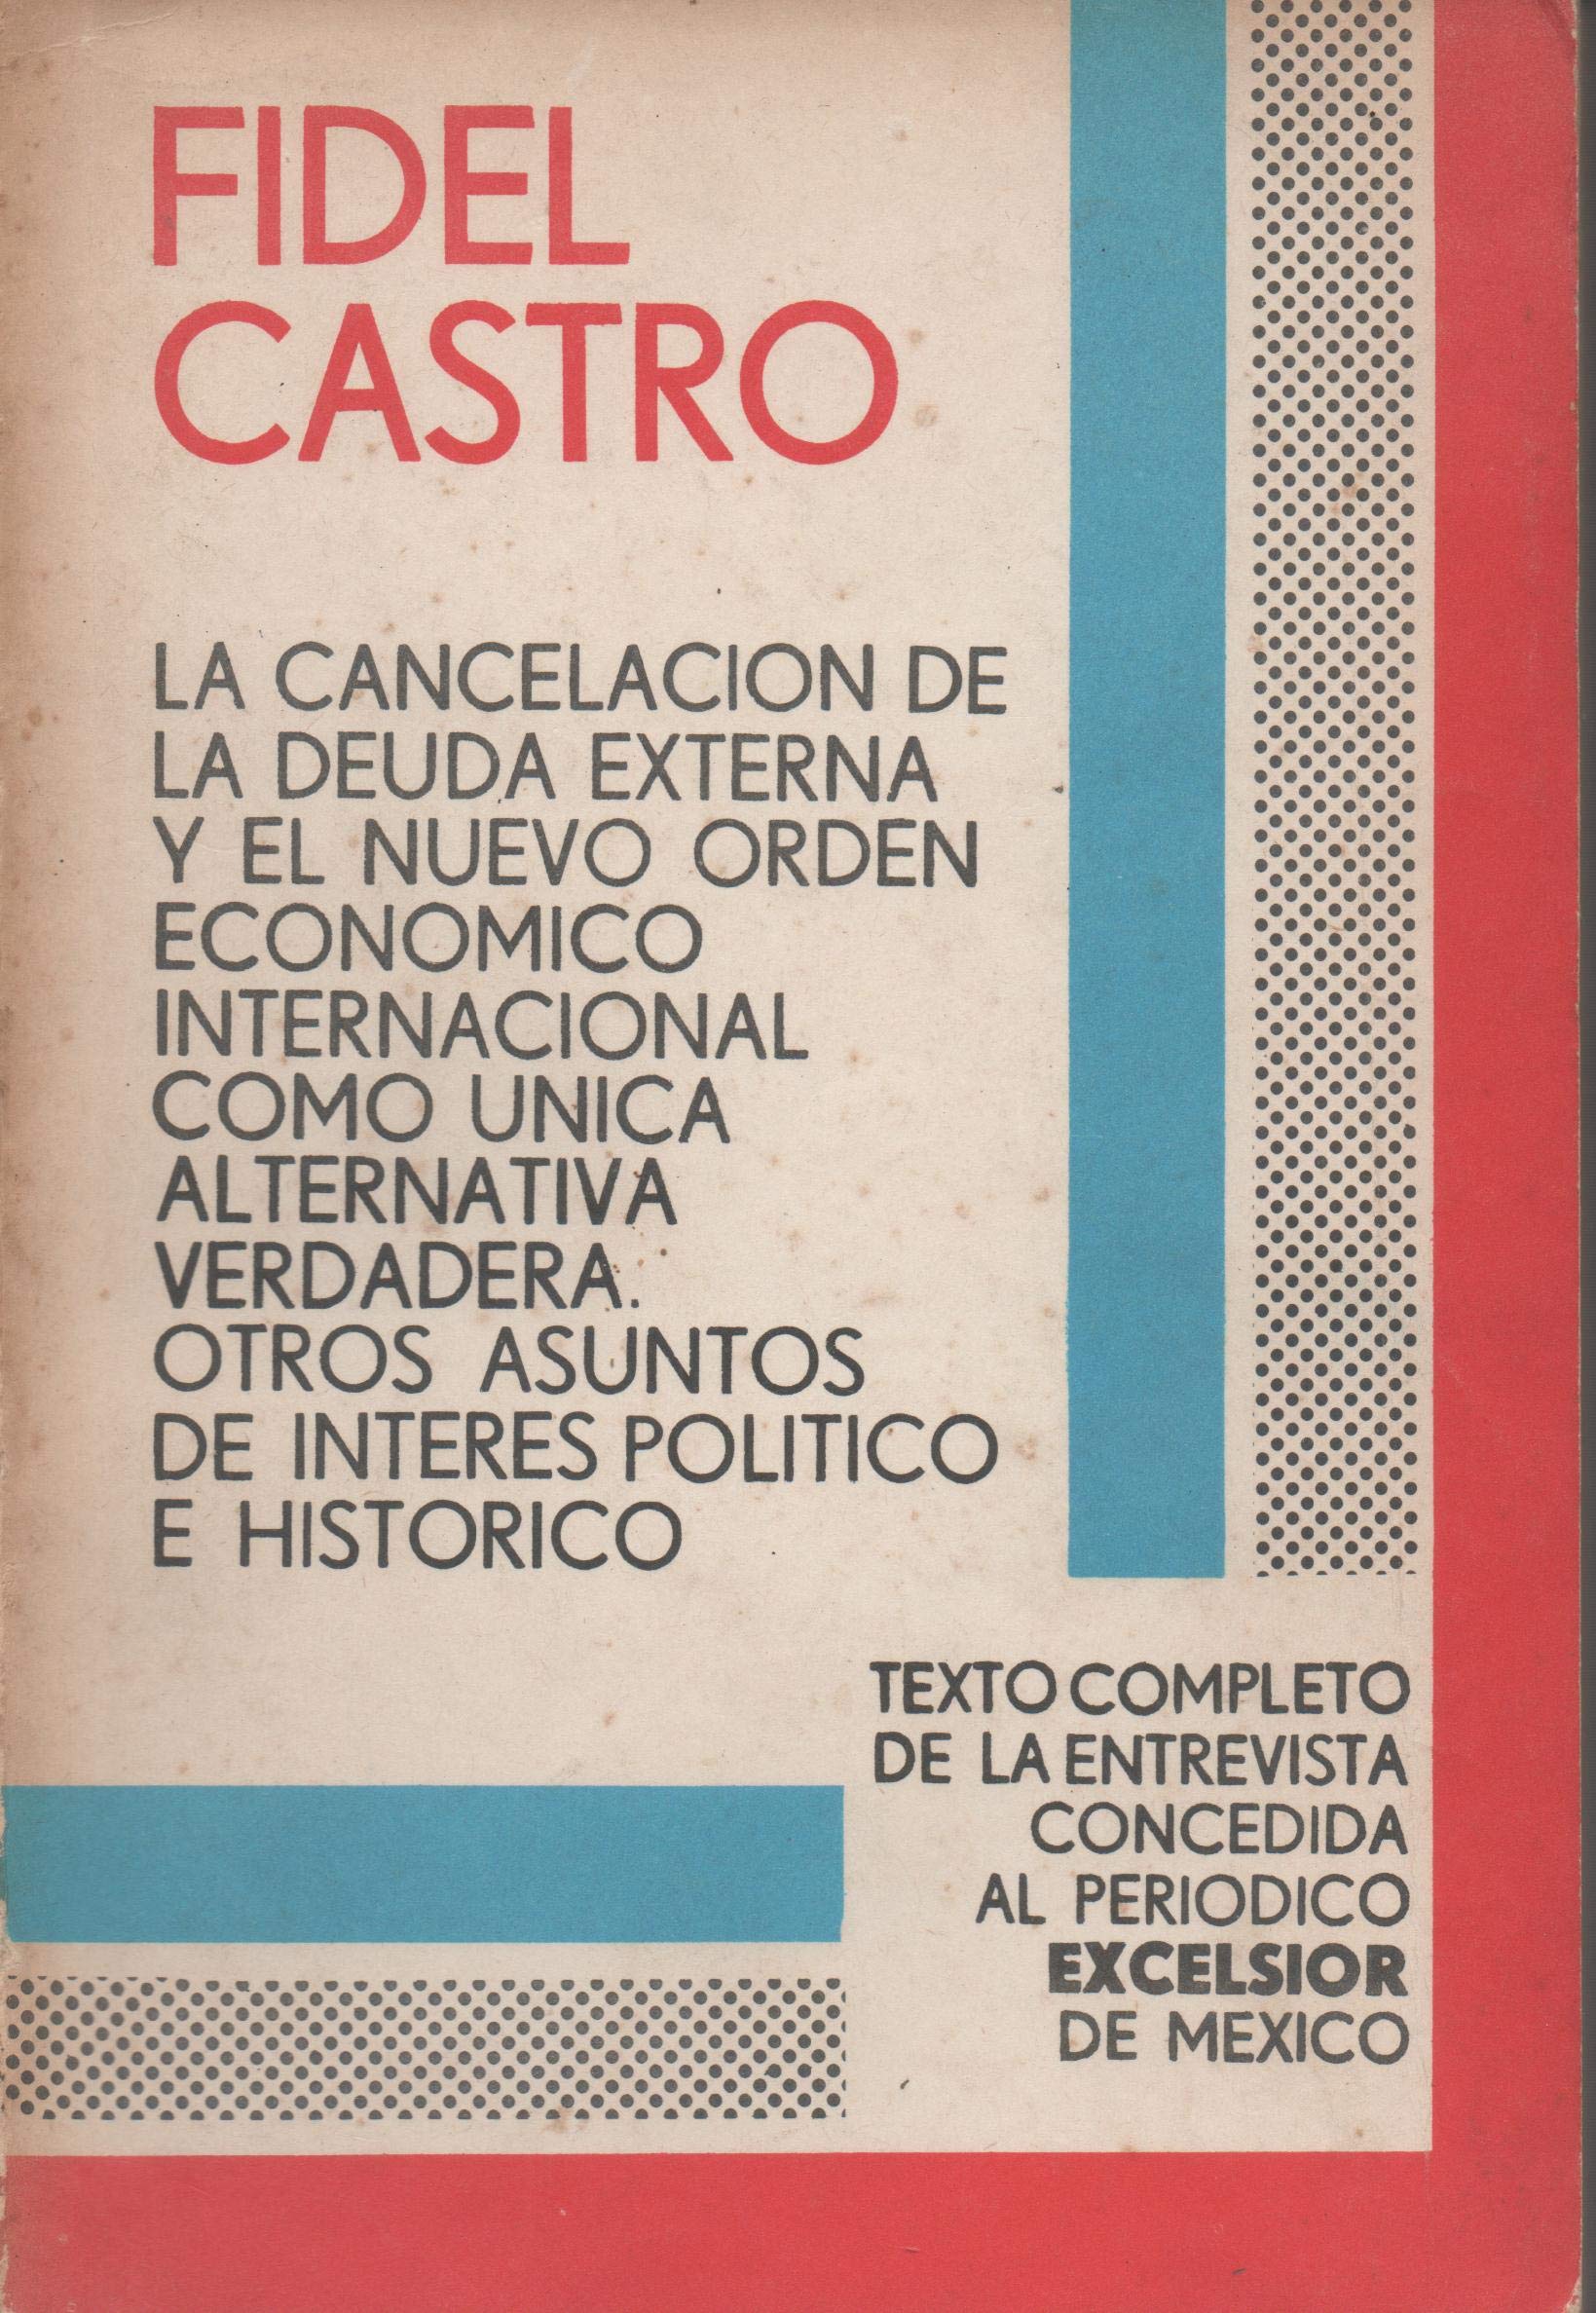 FIDEL
CASTRO
LA CANCELACION DE
LA DEUDA EXTERNA
Y EL NUEVO ORDEN
ECONOMICO
INTERNACIONAL
COMO UNICA
ALTERNATIVA
VERDADERA.
OTROS ASUNTOS
DE INTERES POLITICO
E HISTORICO
TEXTO COMPLETO
DE LA ENTREVISTA
CONCEDIDA
AL PERIODICO
EXCELSIOR
DE MEXICO